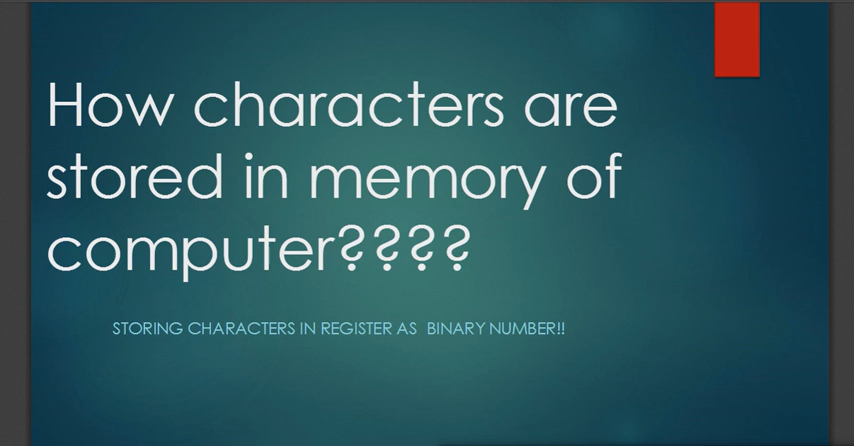 How characters are
stored in memory of
computer????
STORING CHARACTERS IN REGISTER AS  BINARY NUMBER!!